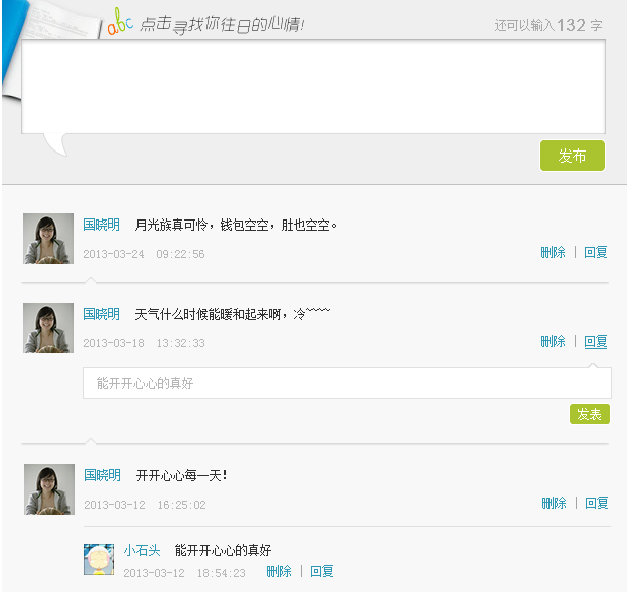 abc 点击寻找你往日的心情!
还可以输入132 字
发布
国晓明 月光族真可怜，钱包空空，肚也空空。
2013-03-24 09:22:56 删除 | 回复
国晓明 天气什么时候能暖和起来啊，冷~~~~
2013-03-18 13:32:33 删除 | 回复
能开开心心的真好
发表
国晓明 开开心心每一天!
2013-03-12 16:25:02 删除 | 回复
小石头 能开开心心的真好
2013-03-12 18:54:23 删除 | 回复